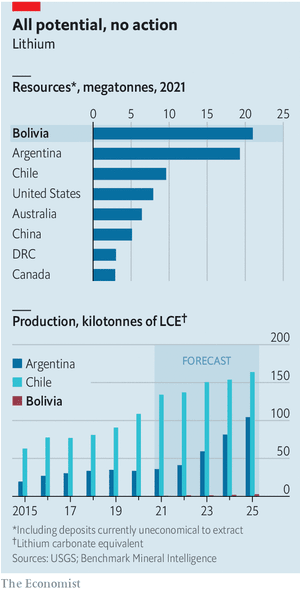 All potential, no action
Lithium
Resources*, megatonnes, 2021
0 5 10 15 20 25
Bolivia
Argentina
Chile
United States
Australia
China
DRC
Canada
Production, kilotonnes of LCE†
200
Argentina
FORECAST
Chile
150
Bolivia
100
50
0
2015 17 19 21 23 25
*Including deposits currently uneconomical to extract
†Lithium carbonate equivalent
Sources: USGS; Benchmark Mineral Intelligence
The Economist